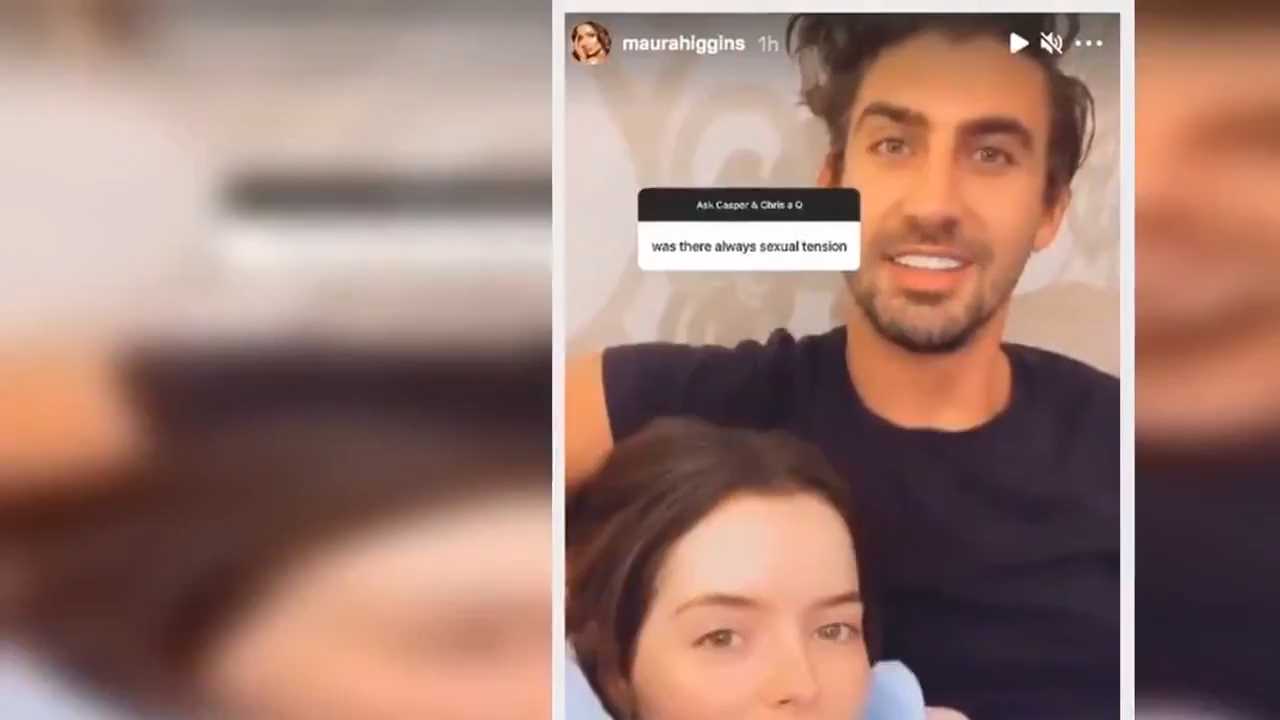 maurahiggins 1h
Ask Casper & Chris a Q
was there always sexual tension